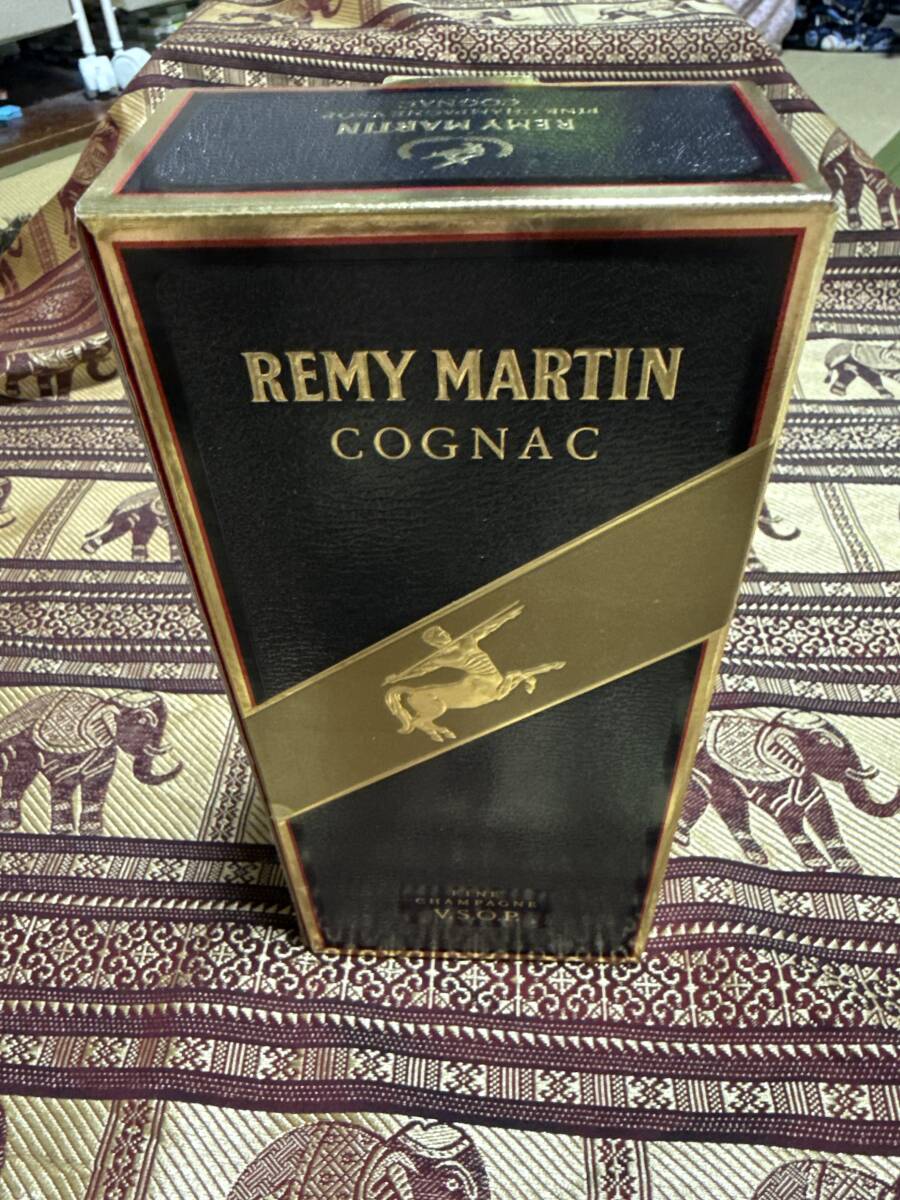 REMY MARTIN
FINE CHAMPAGNE V.S.O.P
COGNAC
REMY MARTIN
COGNAC
FINE
CHAMPAGNE
V.S.O.P.